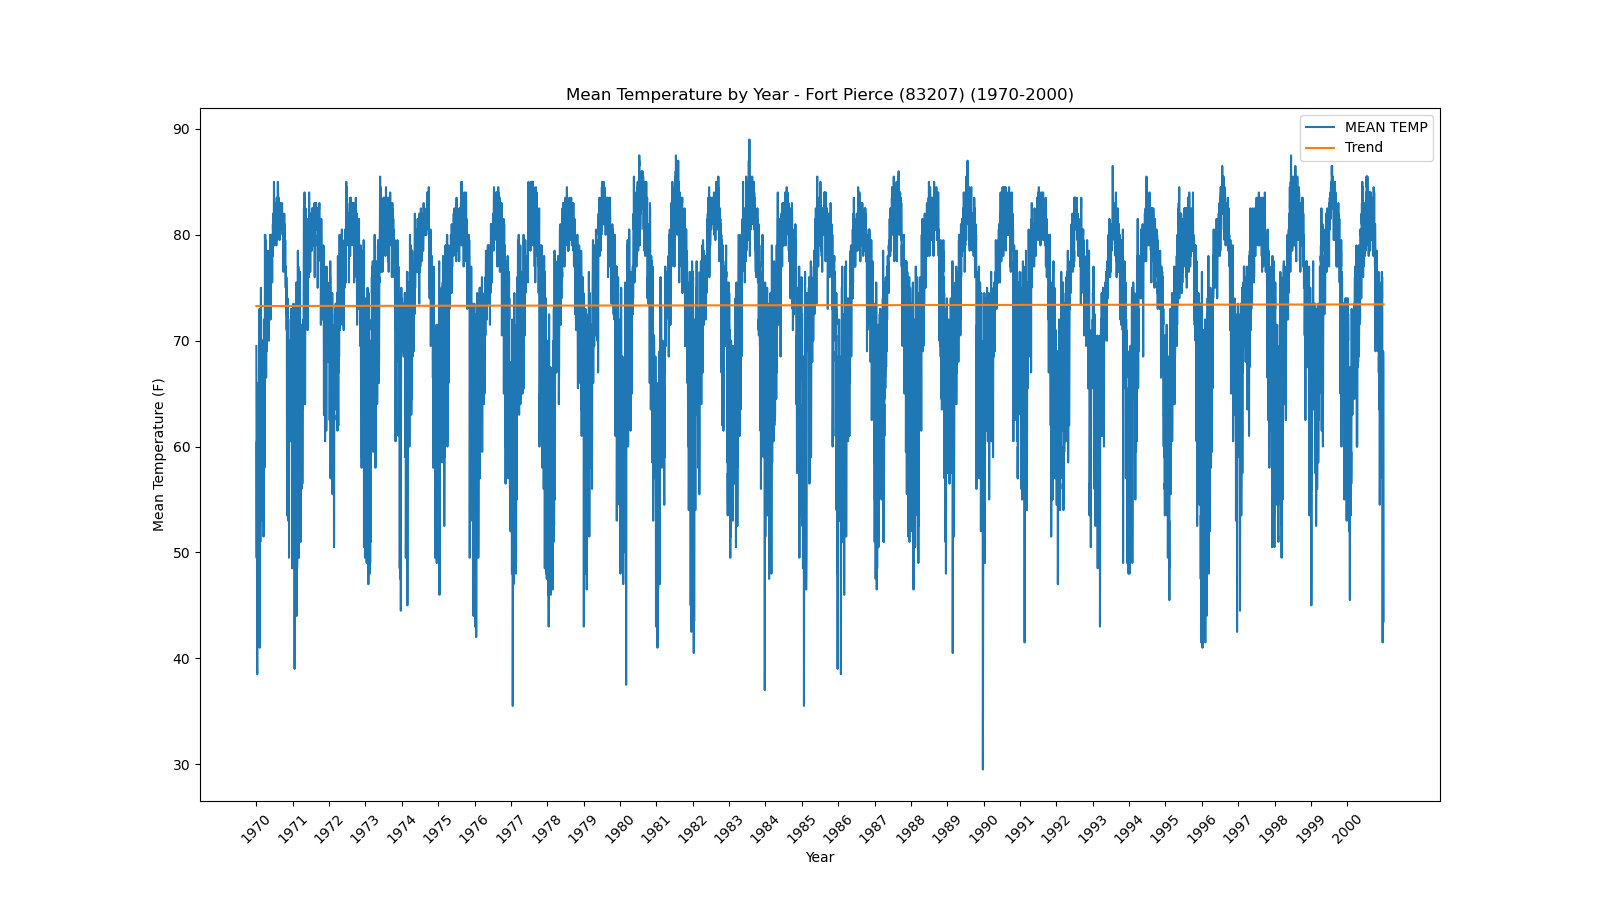 Mean Temperature by Year - Fort Pierce (83207) (1970-2000)
MEAN TEMP
Trend
Mean Temperature (F)
90
80
70
60
50
40
30
1970 1971 1972 1973 1974 1975 1976 1977 1978 1979 1980 1981 1982 1983 1984 1985 1986 1987 1988 1989 1990 1991 1992 1993 1994 1995 1996 1997 1998 1999 2000
Year